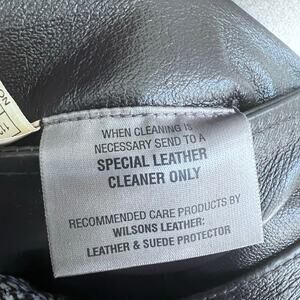 WHEN CLEANING IS
NECESSARY SEND TO A
SPECIAL LEATHER
CLEANER ONLY
RECOMMENDED CARE PRODUCTS BY
WILSONS LEATHER:
LEATHER & SUEDE PROTECTOR